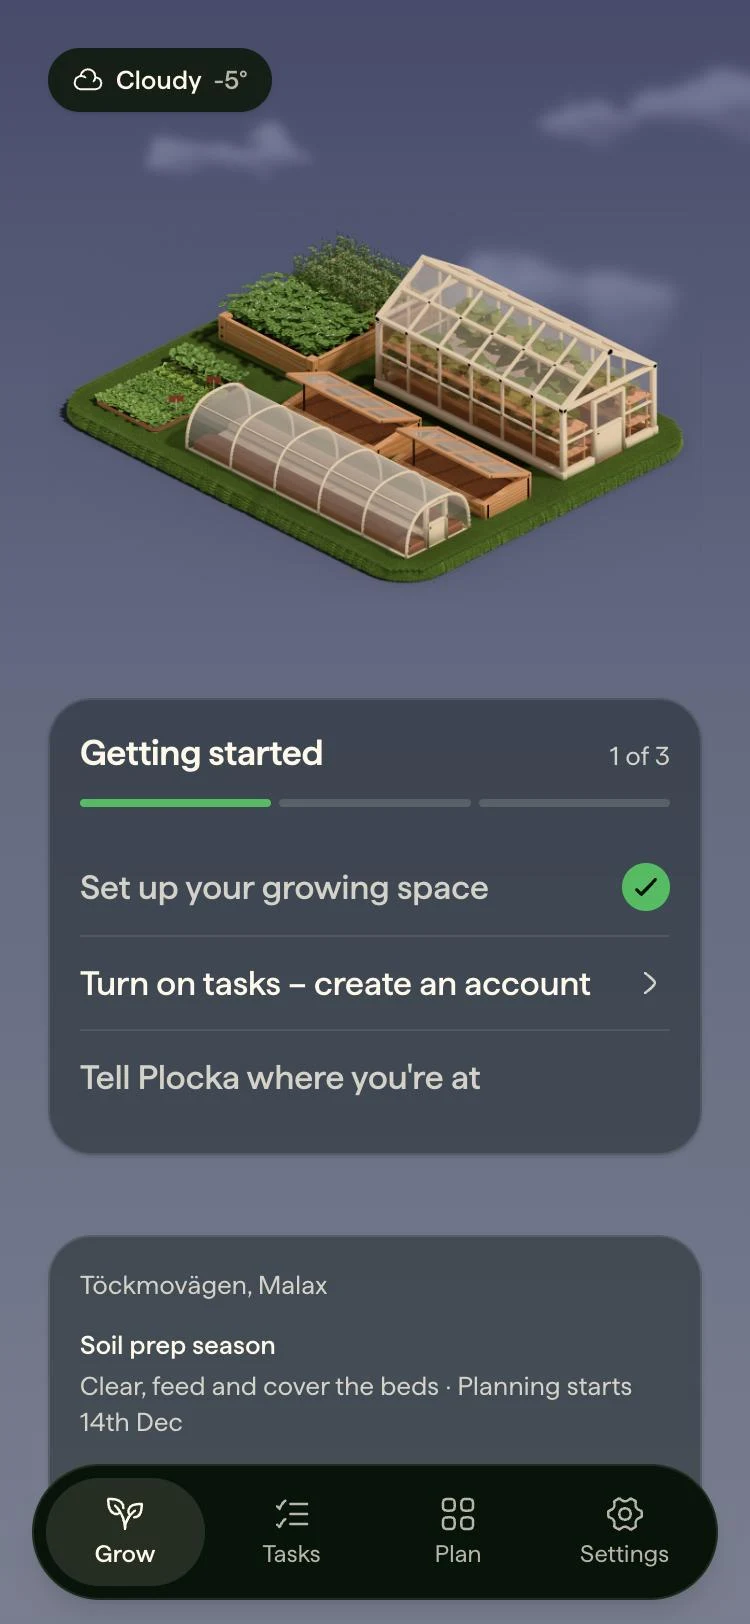 Cloudy -5°
Getting started
1 of 3
Set up your growing space
Turn on tasks – create an account
Tell Plocka where you're at
Töckmovägen, Malax
Soil prep season
Clear, feed and cover the beds · Planning starts
14th Dec
Grow
Tasks
Plan
Settings